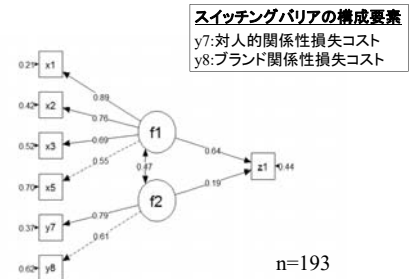 スイッチングバリアの構成要素
y7:対人的関係性損失コスト
y8:ブランド関係性損失コスト
0.21 x1
0.89
0.42 x2
0.76
0.52 x3
0.69
f1
0.55
0.64
0.70 x5
0.47
z1 0.44
0.19
f2
0.79
0.37 y7
0.61
0.62 y8
n=193